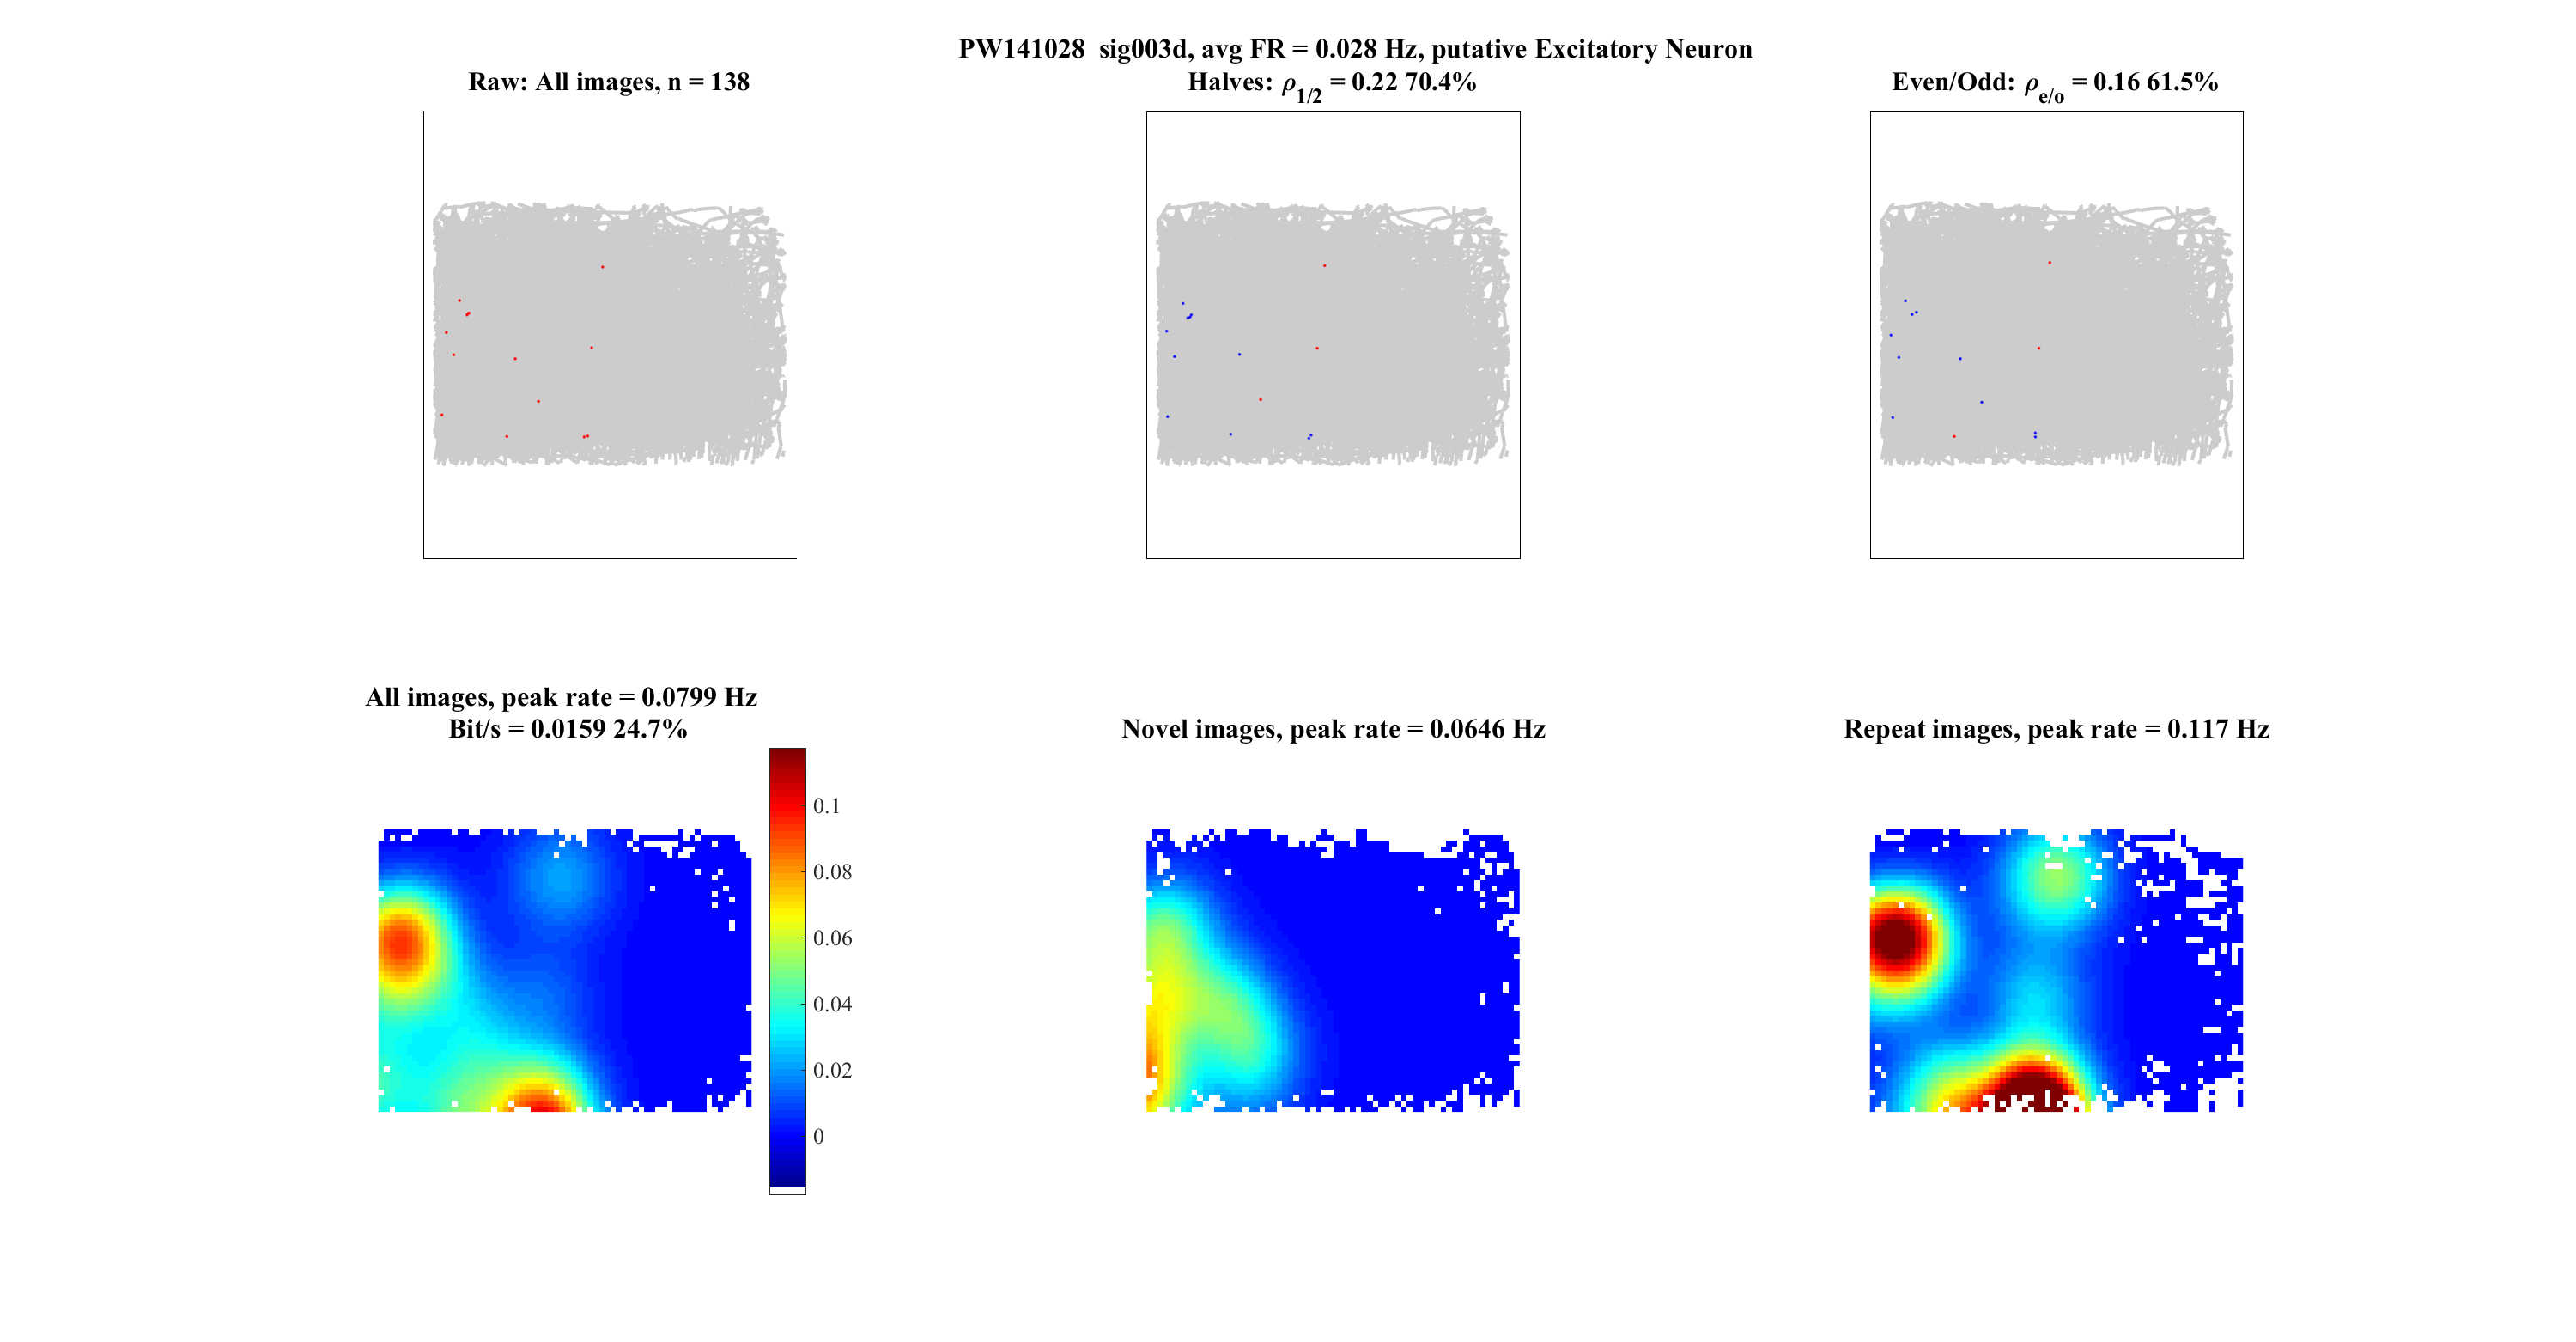 PW141028 sig003d, avg FR = 0.028 Hz, putative Excitatory Neuron
Raw: All images, n = 138
Halves: ρ1/2 = 0.22 70.4%
Even/Odd: ρe/o = 0.16 61.5%
All images, peak rate = 0.0799 Hz
Bit/s = 0.0159 24.7%
0.1
0.08
0.06
0.04
0.02
0
Novel images, peak rate = 0.0646 Hz
Repeat images, peak rate = 0.117 Hz